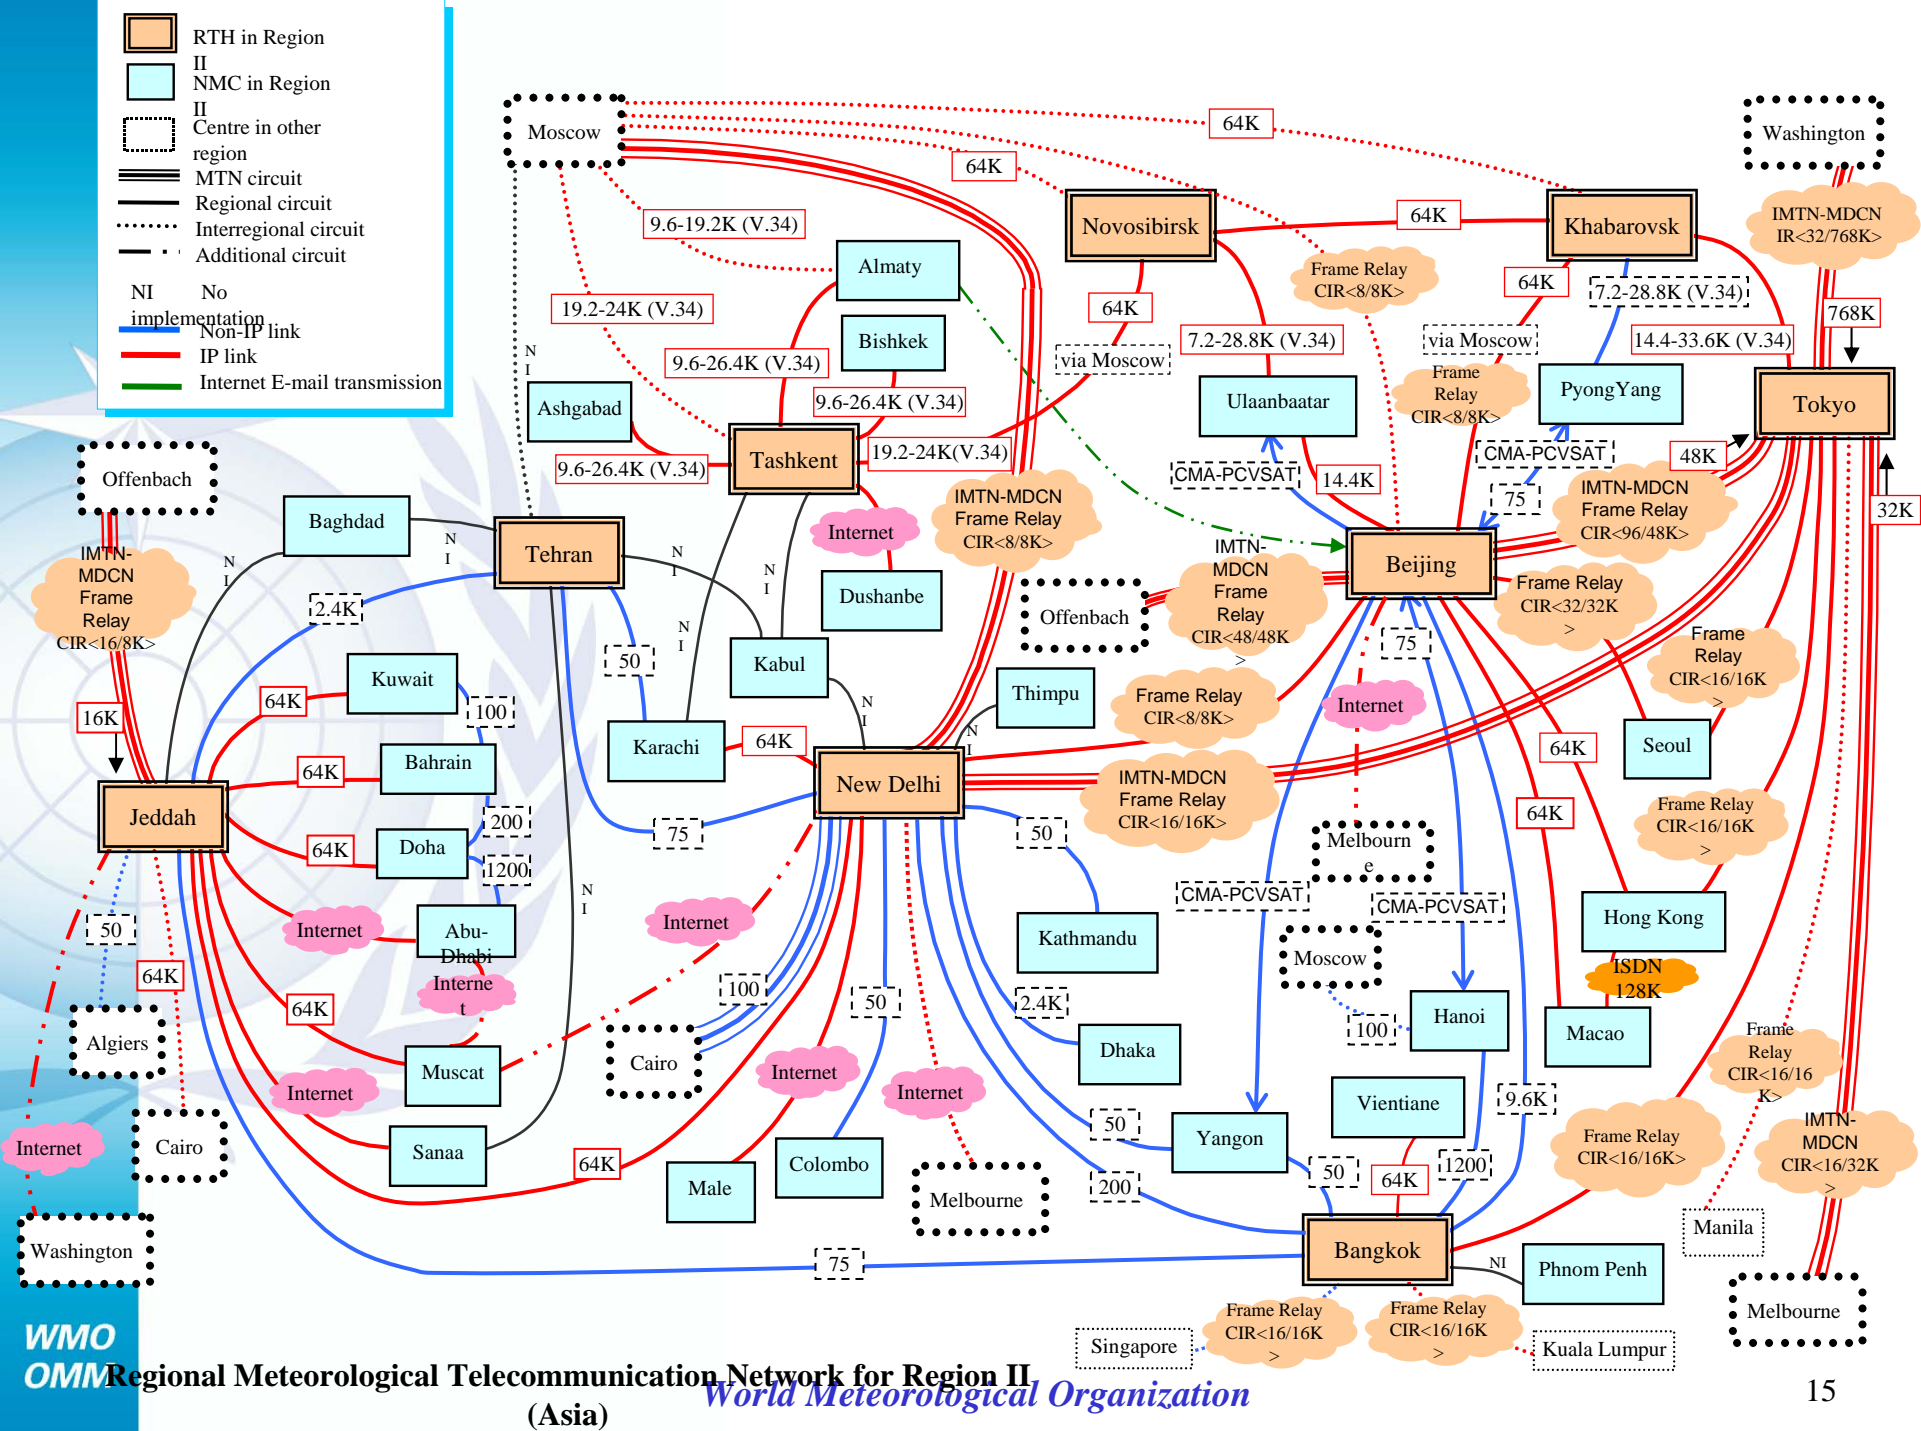 RTH in Region
II
NMC in Region
II
Centre in other
region
MTN circuit
Regional circuit
Interregional circuit
Additional circuit
NI No
implementation
Non-IP link
IP link
Internet E-mail transmission
Moscow
64K
64K
Washington
IMTN-MDCN
IR<32/768K>
9.6-19.2K (V.34)
Novosibirsk
64K
Khabarovsk
Almaty
Frame Relay
CIR<8/8K>
64K
7.2-28.8K (V.34)
19.2-24K (V.34)
64K
768K
Bishkek
7.2-28.8K (V.34)
via Moscow
14.4-33.6K (V.34)
N
I
9.6-26.4K (V.34)
via Moscow
Frame
Relay
CIR<8/8K>
Ashgabad
9.6-26.4K (V.34)
Ulaanbaatar
PyongYang
Tokyo
Tashkent
19.2-24K(V.34)
9.6-26.4K (V.34)
CMA-PCVSAT
14.4K
CMA-PCVSAT
48K
Offenbach
75
IMTN-MDCN
Frame Relay
CIR<96/48K>
32K
Baghdad
IMTN-MDCN
Frame Relay
CIR<8/8K>
Internet
Tehran
N
I
N
I
N
I
N
I
IMTN-
MDCN
Frame
Relay
CIR<16/8K>
IMTN-
MDCN
Frame
Relay
CIR<48/48K
>
Beijing
Frame Relay
CIR<32/32K
>
Dushanbe
2.4K
Offenbach
N
I
50
75
Frame
Relay
CIR<16/16K
>
Kabul
Kuwait
64K
100
Thimpu
Frame Relay
CIR<8/8K>
Internet
16K
N
I
N
I
Karachi
64K
64K
Seoul
Bahrain
64K
New Delhi
IMTN-MDCN
Frame Relay
CIR<16/16K>
Jeddah
200
75
50
64K
Frame Relay
CIR<16/16K
>
Doha
64K
1200
Melbourn
e
N
I
CMA-PCVSAT
CMA-PCVSAT
Internet
Abu-
Dhabi
Internet
50
Kathmandu
Hong Kong
Moscow
64K
Interne
t
100
50
2.4K
ISDN
128K
64K
Hanoi
100
Macao
Algiers
Cairo
Dhaka
Frame
Relay
CIR<16/16
K>
Muscat
Internet
Internet
Internet
Vientiane
9.6K
Internet
Cairo
Sanaa
50
Yangon
Frame Relay
CIR<16/16K>
IMTN-
MDCN
CIR<16/32K
>
64K
Colombo
Male
50
64K
1200
200
Melbourne
Washington
Manila
75
Bangkok
NI
Phnom Penh
Melbourne
Singapore
Frame Relay
CIR<16/16K
>
Frame Relay
CIR<16/16K
>
Kuala Lumpur
WMO
OMM
Regional Meteorological Telecommunication Network for Region II
(Asia)
World Meteorological Organization
15